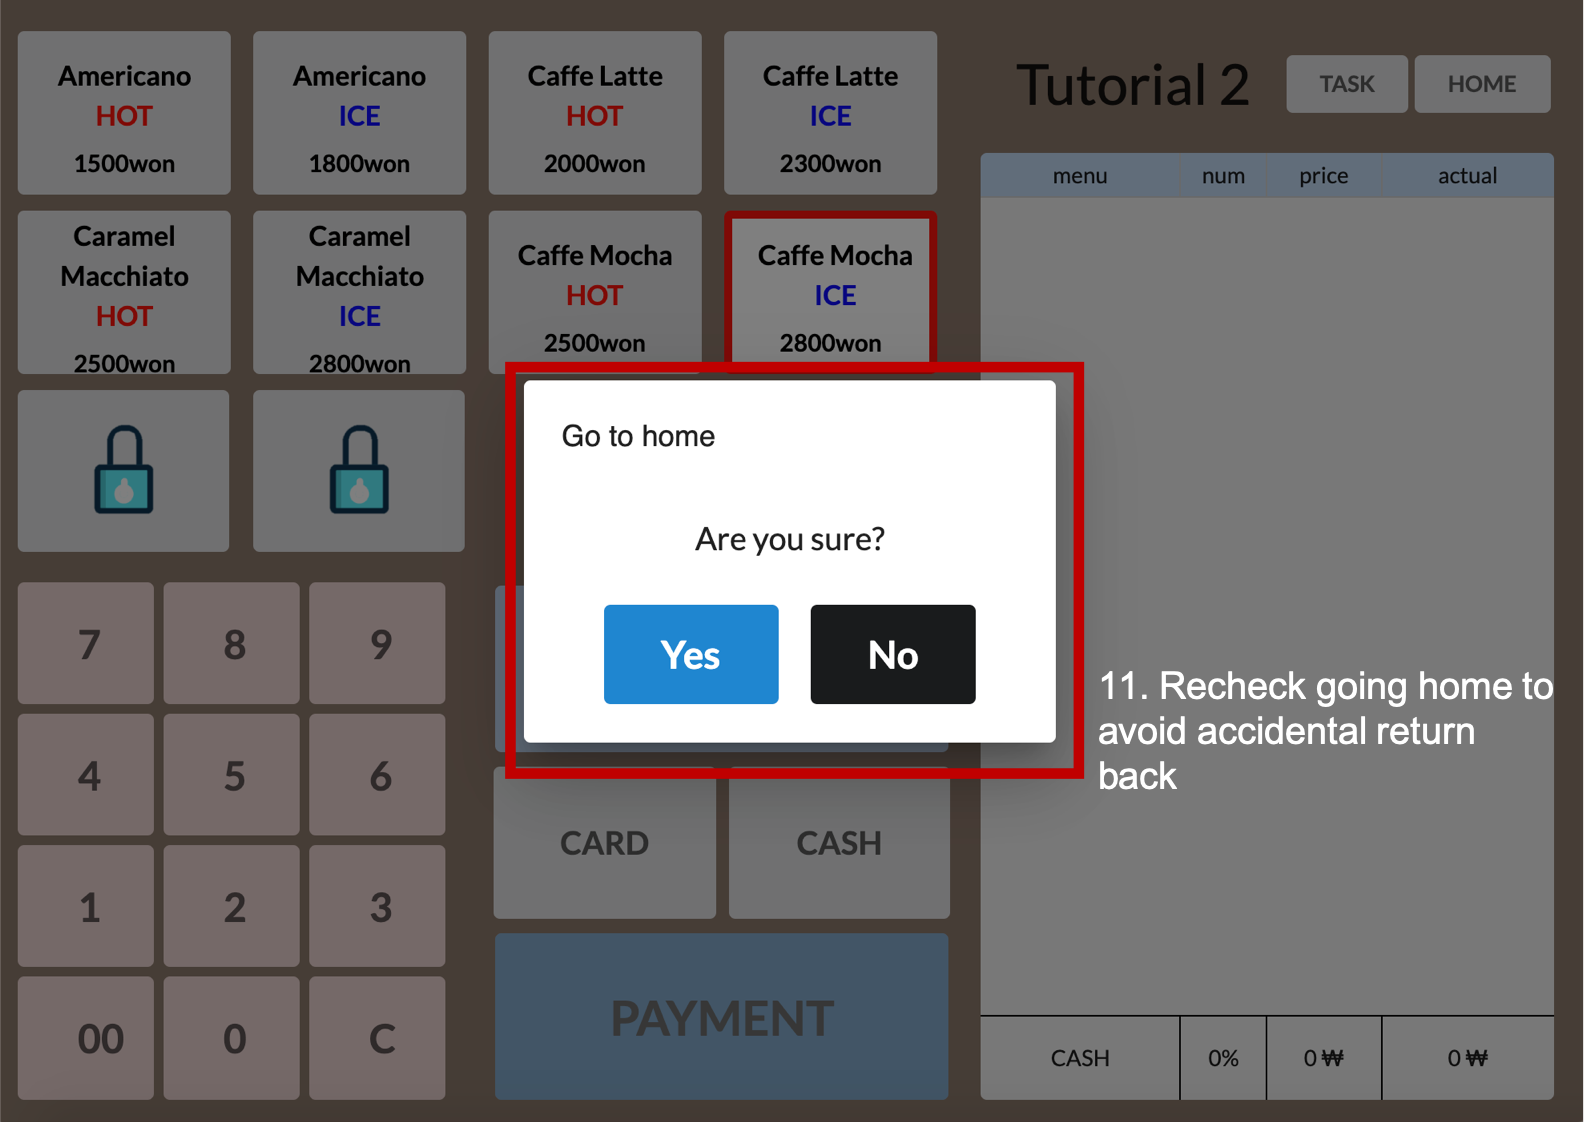 Americano
HOT
1500won
Americano
ICE
1800won
Caffe Latte
HOT
2000won
Caffe Latte
ICE
2300won
Tutorial 2
TASK
HOME
Caramel
Macchiato
HOT
2500won
Caramel
Macchiato
ICE
2800won
Caffe Mocha
HOT
2500won
Caffe Mocha
ICE
2800won
menu num price actual
Go to home
Are you sure?
Yes
No
11. Recheck going home to
avoid accidental return
back
7 8 9
4 5 6
1 2 3
00 0 C
CARD
CASH
PAYMENT
CASH 0% 0 ₩ 0 ₩